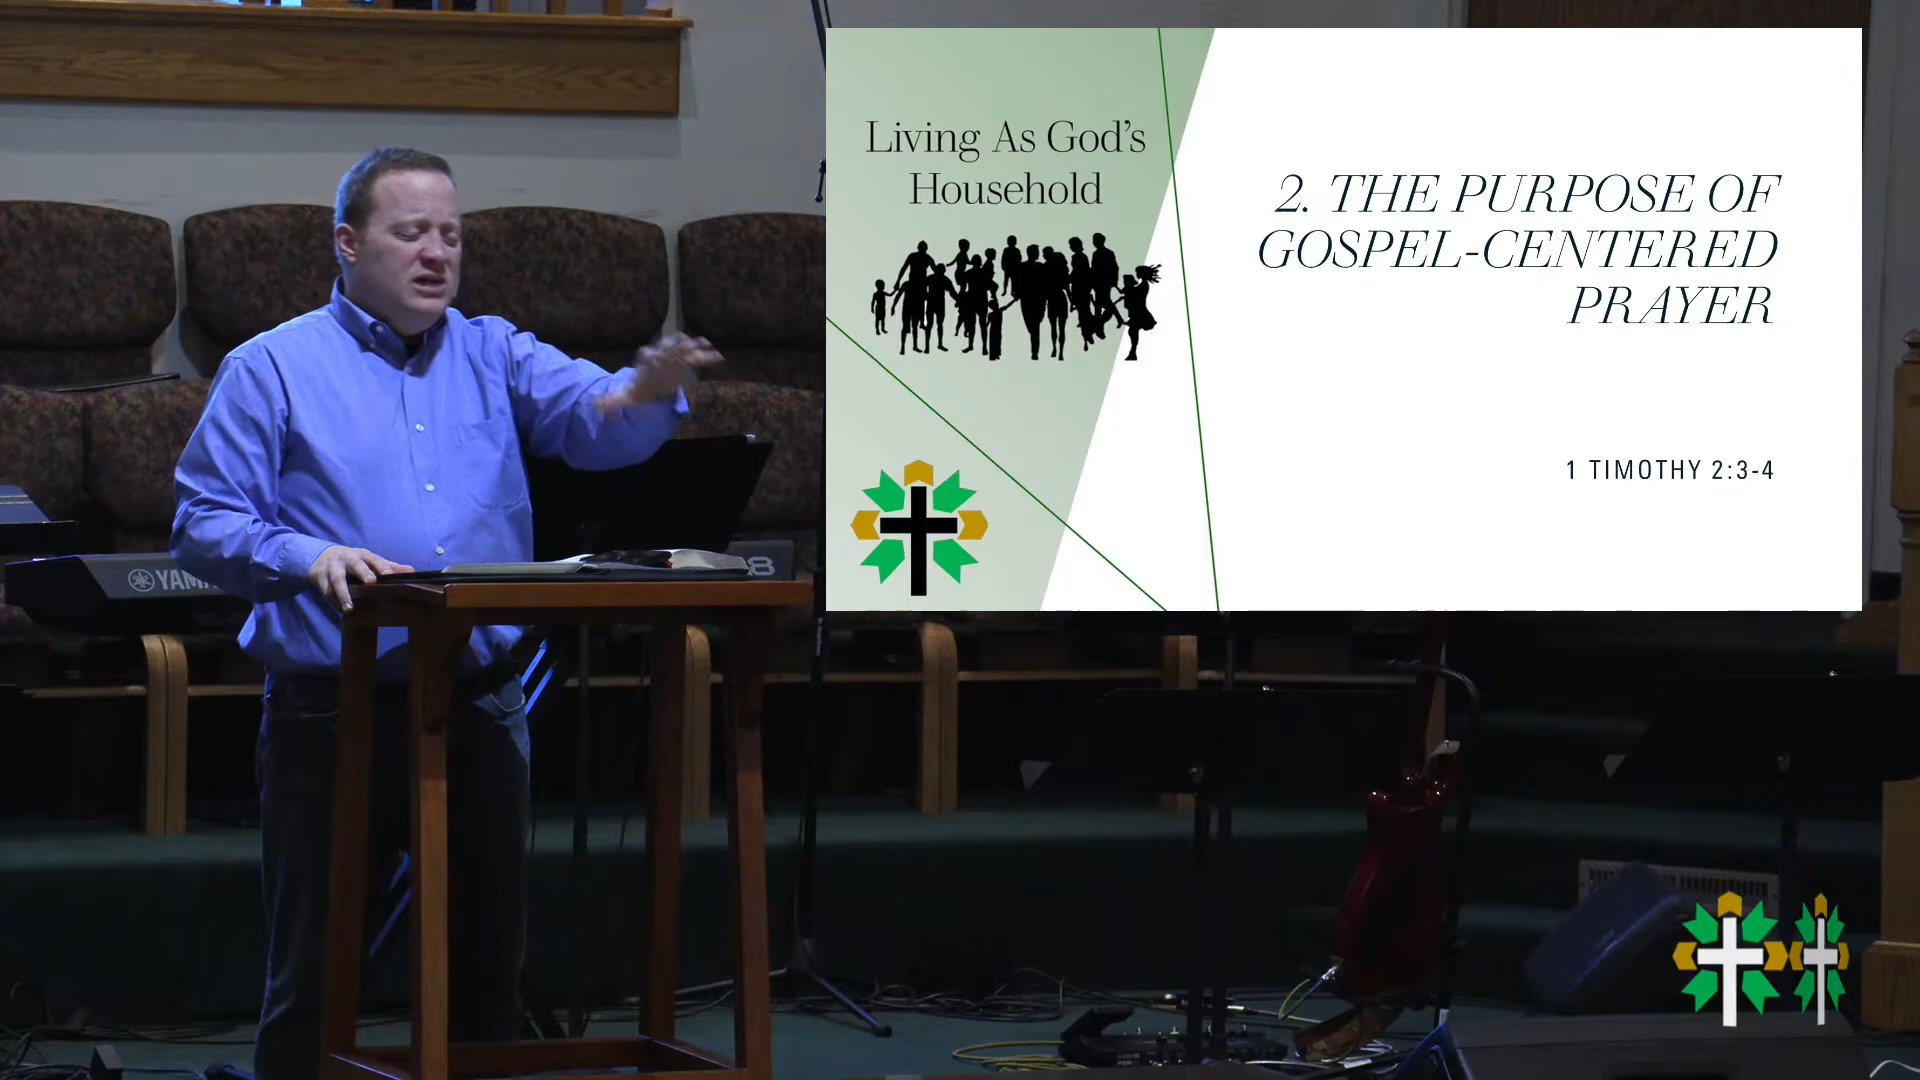 Living As God's
Household
2. THE PURPOSE OF
GOSPEL-CENTERED
PRAYER
1 TIMOTHY 2:3-4